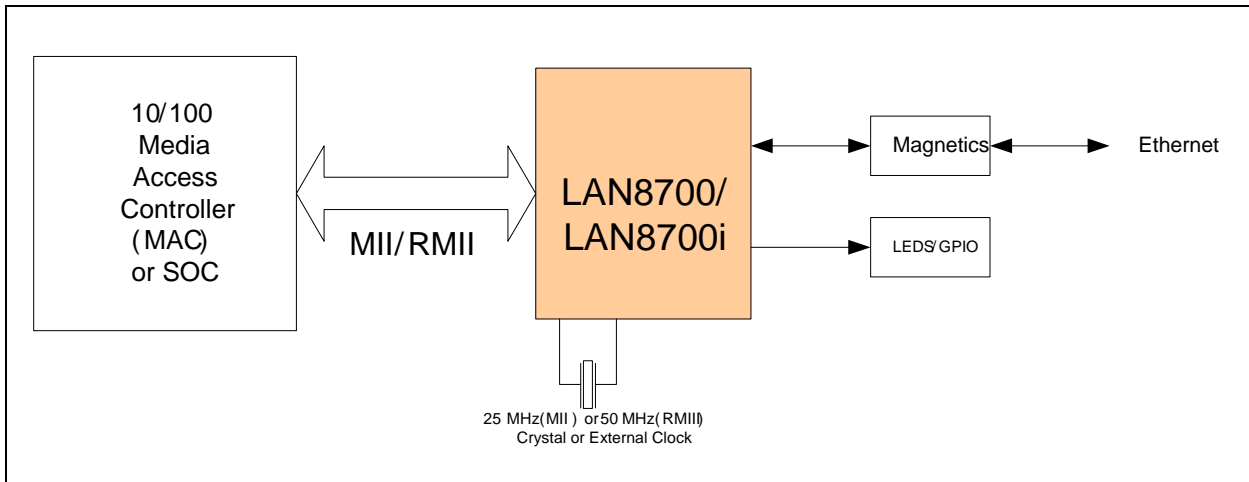 10/100
Media
Access
Controller
(MAC)
or SOC
MII/RMII
LAN8700/
LAN8700i
Magnetics
Ethernet
LEDS/GPIO
25 MHz(MII) or 50 MHz(RMIII)
Crystal or External Clock